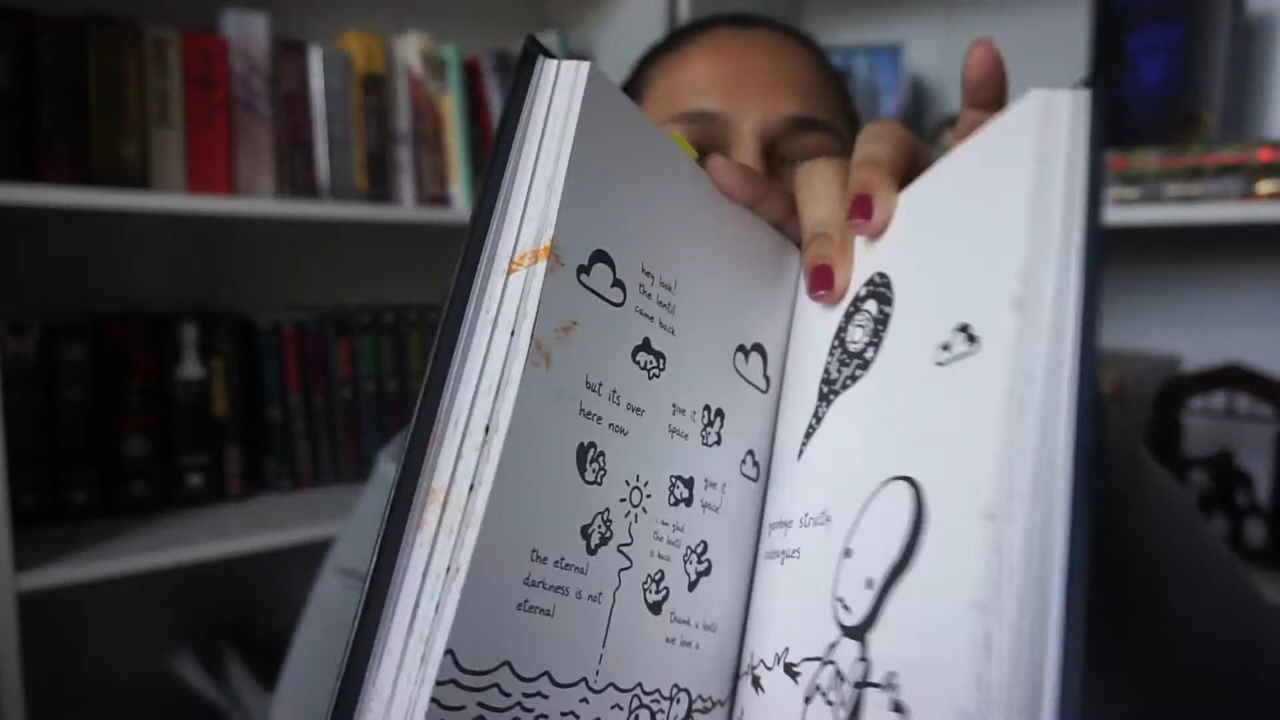 hey look!
the lentil
came back
but its over
here now
give it
space
give it
space!
i am glad
the lentil
is back
the eternal
darkness is not
eternal
thank u lentil
we love u
strictly